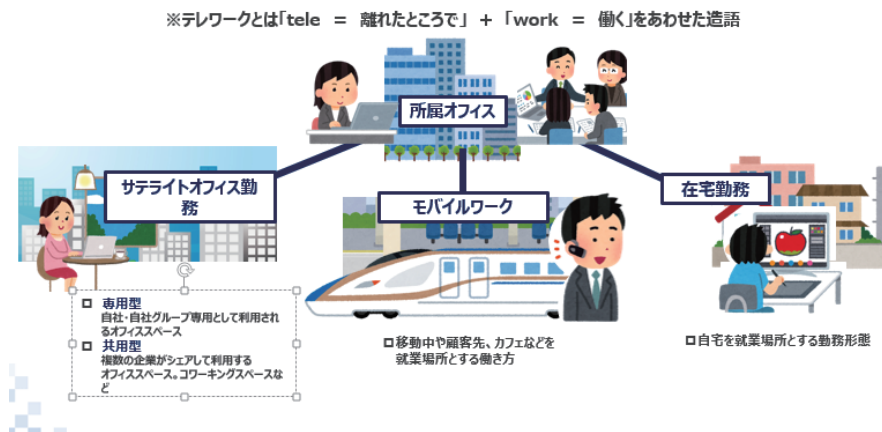 ※テレワークとは「tele = 離れたところで」 + 「work = 働く」をあわせた造語
所属オフィス
サテライトオフィス勤
務
モバイルワーク
在宅勤務
専用型
自社・自社グループ専用として利用され
るオフィススペース
共用型
複数の企業がシェアして利用する
オフィススペース。コワーキングスペースな
ど
移動中や顧客先、カフェなどを
就業場所とする働き方
自宅を就業場所とする勤務形態